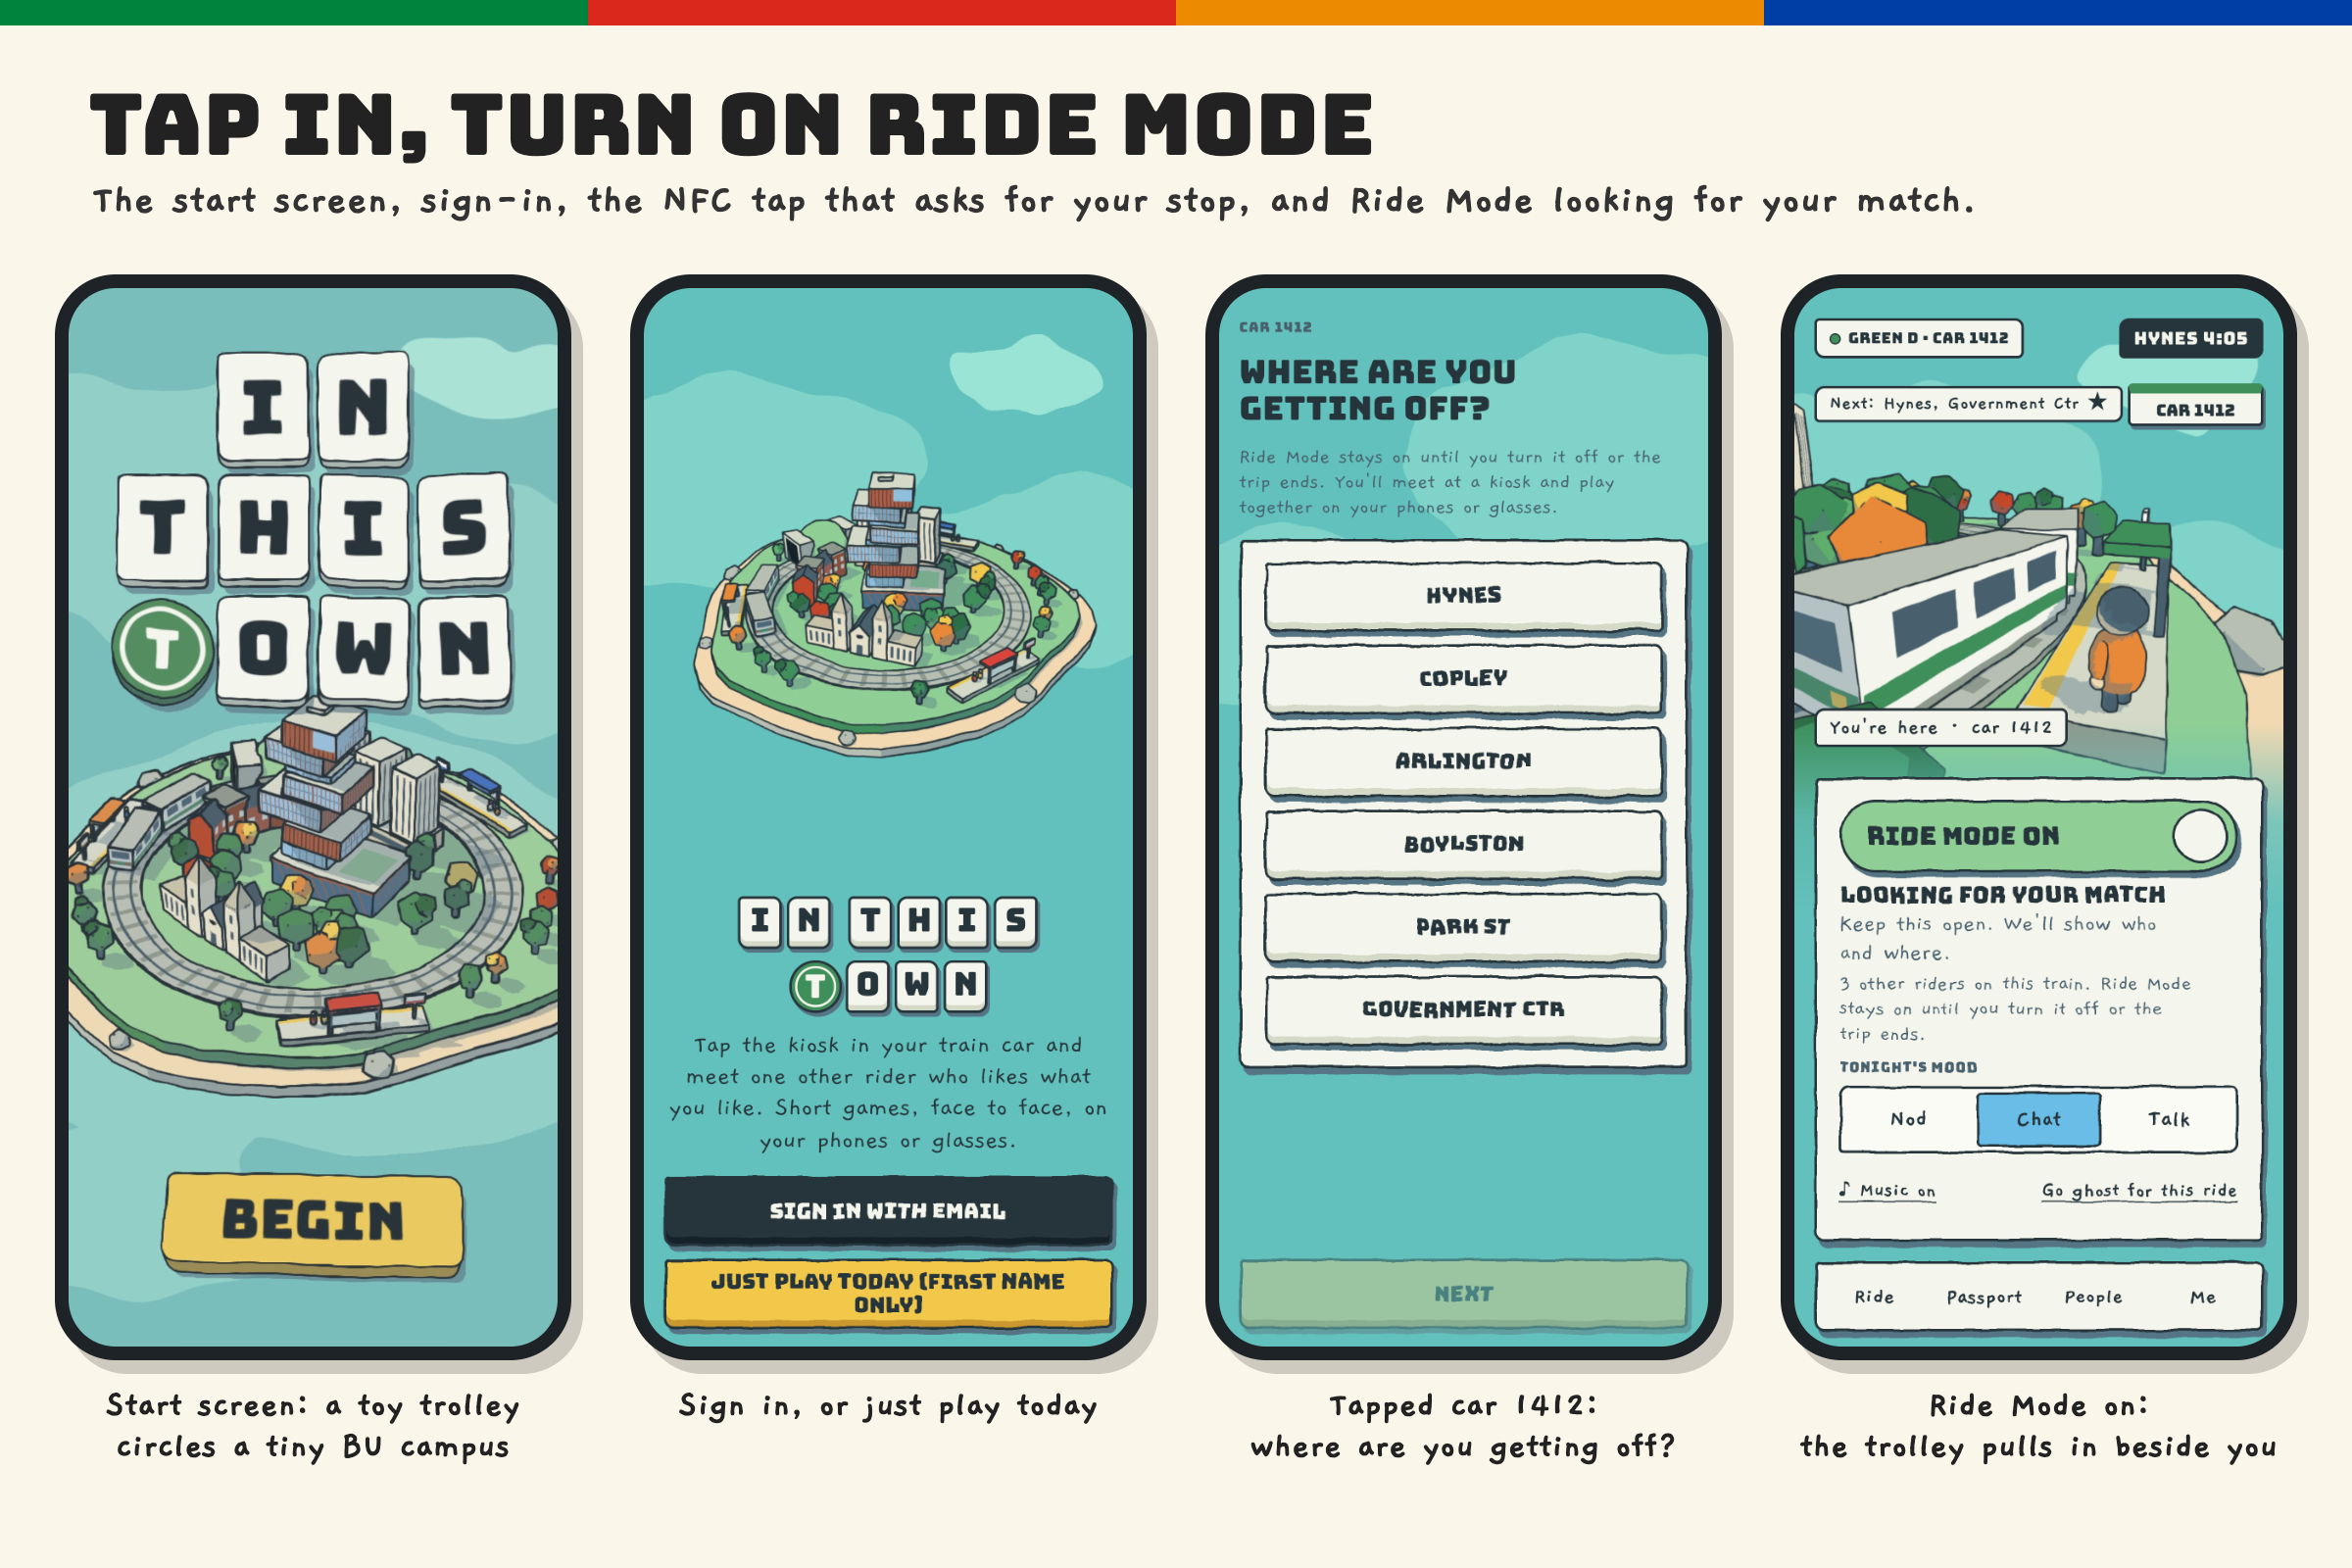 TAP IN, TURN ON RIDE MODE
The start screen, sign-in, the NFC tap that asks for your stop, and Ride Mode looking for your match.
IN
THIS
TOWN
BEGIN
Start screen: a toy trolley
circles a tiny BU campus
IN THIS
TOWN
Tap the kiosk in your train car and
meet one other rider who likes what
you like. Short games, face to face, on
your phones or glasses.
SIGN IN WITH EMAIL
JUST PLAY TODAY (FIRST NAME
ONLY)
Sign in, or just play today
CAR 1412
WHERE ARE YOU
GETTING OFF?
Ride Mode stays on until you turn it off or the
trip ends. You'll meet at a kiosk and play
together on your phones or glasses.
HYNES
COPLEY
ARLINGTON
BOYLSTON
PARK ST
GOVERNMENT CTR
NEXT
Tapped car 1412:
where are you getting off?
GREEN D · CAR 1412
HYNES 4:05
Next: Hynes, Government Ctr ★
CAR 1412
You're here · car 1412
RIDE MODE ON
LOOKING FOR YOUR MATCH
Keep this open. We'll show who
and where.
3 other riders on this train. Ride Mode
stays on until you turn it off or the
trip ends.
TONIGHT'S MOOD
Nod Chat Talk
♪ Music on
Go ghost for this ride
Ride Passport People Me
Ride Mode on:
the trolley pulls in beside you